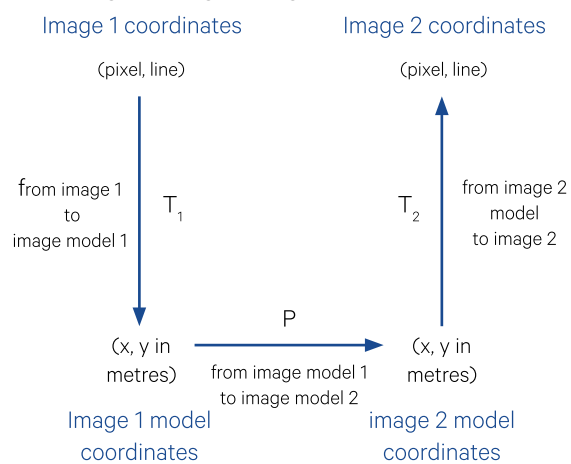 Image 1 coordinates
(pixel, line)
from image 1
to
image model 1
T1
(x, y in
metres)
Image 1 model
coordinates
P
from image model 1
to image model 2
Image 2 coordinates
(pixel, line)
T2
from image 2
model
to image 2
(x, y in
metres)
image 2 model
coordinates